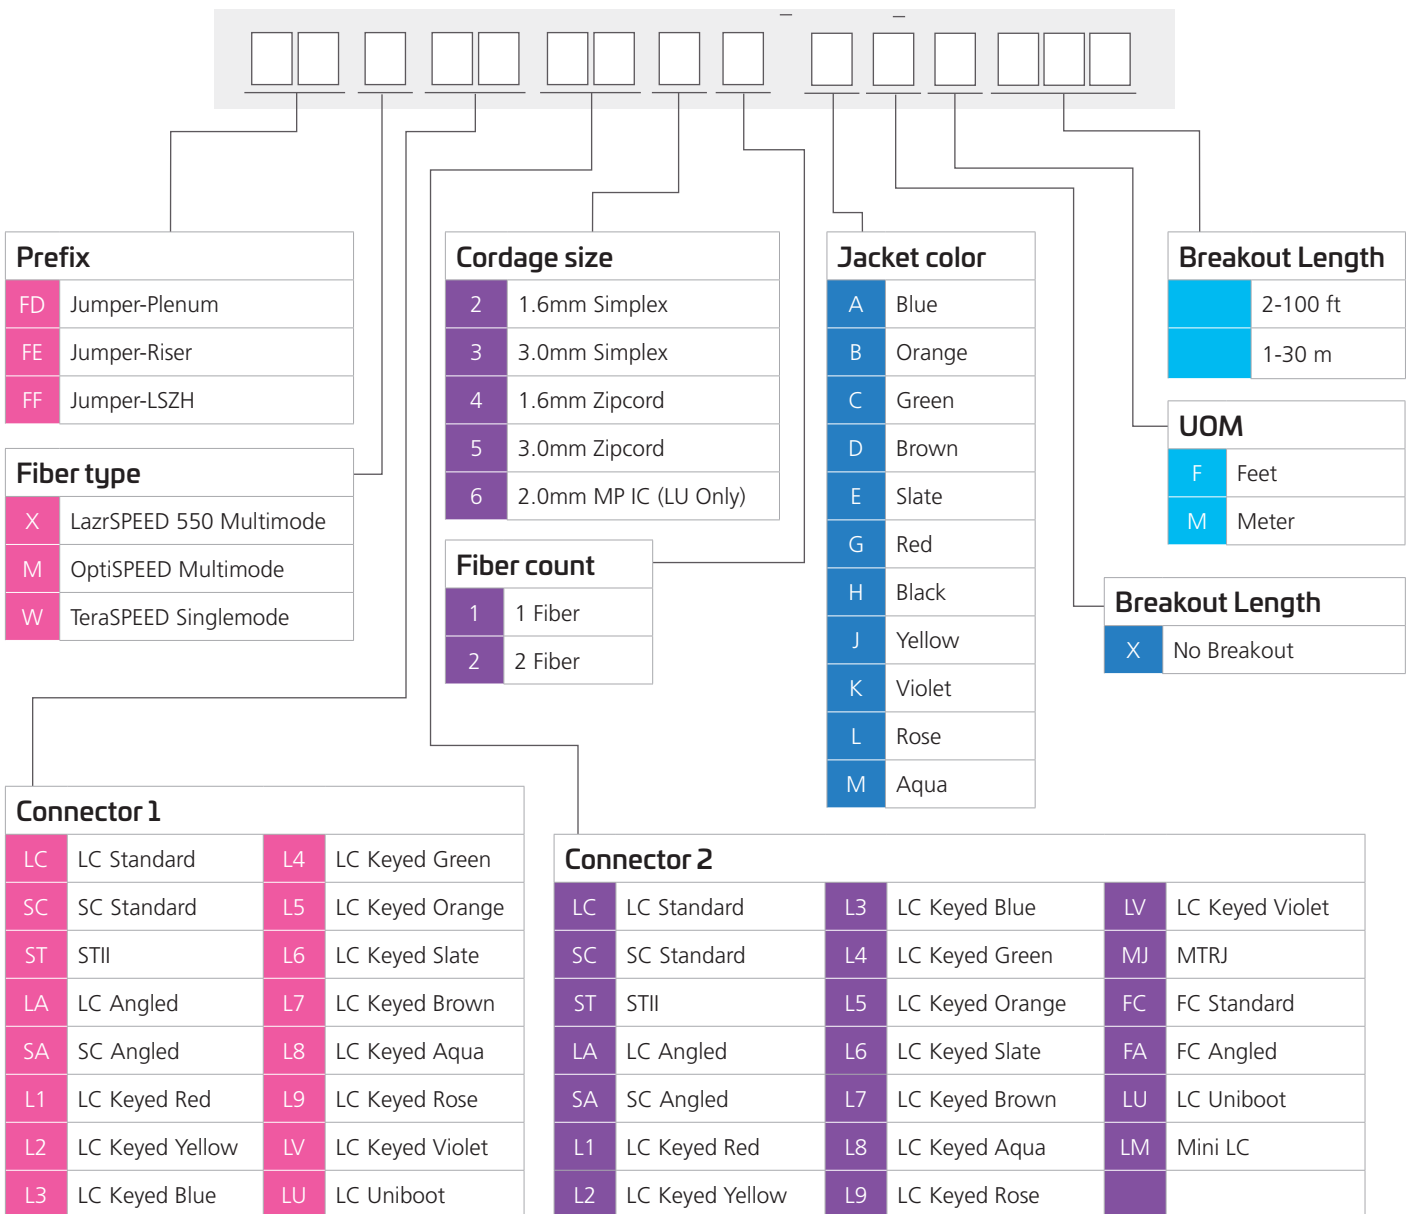 – –
Prefix
FD Jumper-Plenum
FE Jumper-Riser
FF Jumper-LSZH
Fiber type
X LazrSPEED 550 Multimode
M OptiSPEED Multimode
W TeraSPEED Singlemode
Cordage size
2 1.6mm Simplex
3 3.0mm Simplex
4 1.6mm Zipcord
5 3.0mm Zipcord
6 2.0mm MP IC (LU Only)
Fiber count
1 1 Fiber
2 2 Fiber
Jacket color
A Blue
B Orange
C Green
D Brown
E Slate
G Red
H Black
J Yellow
K Violet
L Rose
M Aqua
Breakout Length
2-100 ft
1-30 m
UOM
F Feet
M Meter
Breakout Length
X No Breakout
Connector 1
LC LC Standard L4 LC Keyed Green
SC SC Standard L5 LC Keyed Orange
ST STII L6 LC Keyed Slate
LA LC Angled L7 LC Keyed Brown
SA SC Angled L8 LC Keyed Aqua
L1 LC Keyed Red L9 LC Keyed Rose
L2 LC Keyed Yellow LV LC Keyed Violet
L3 LC Keyed Blue LU LC Uniboot
Connector 2
LC LC Standard L3 LC Keyed Blue LV LC Keyed Violet
SC SC Standard L4 LC Keyed Green MJ MTRJ
ST STII L5 LC Keyed Orange FC FC Standard
LA LC Angled L6 LC Keyed Slate FA FC Angled
SA SC Angled L7 LC Keyed Brown LU LC Uniboot
L1 LC Keyed Red L8 LC Keyed Aqua LM Mini LC
L2 LC Keyed Yellow L9 LC Keyed Rose